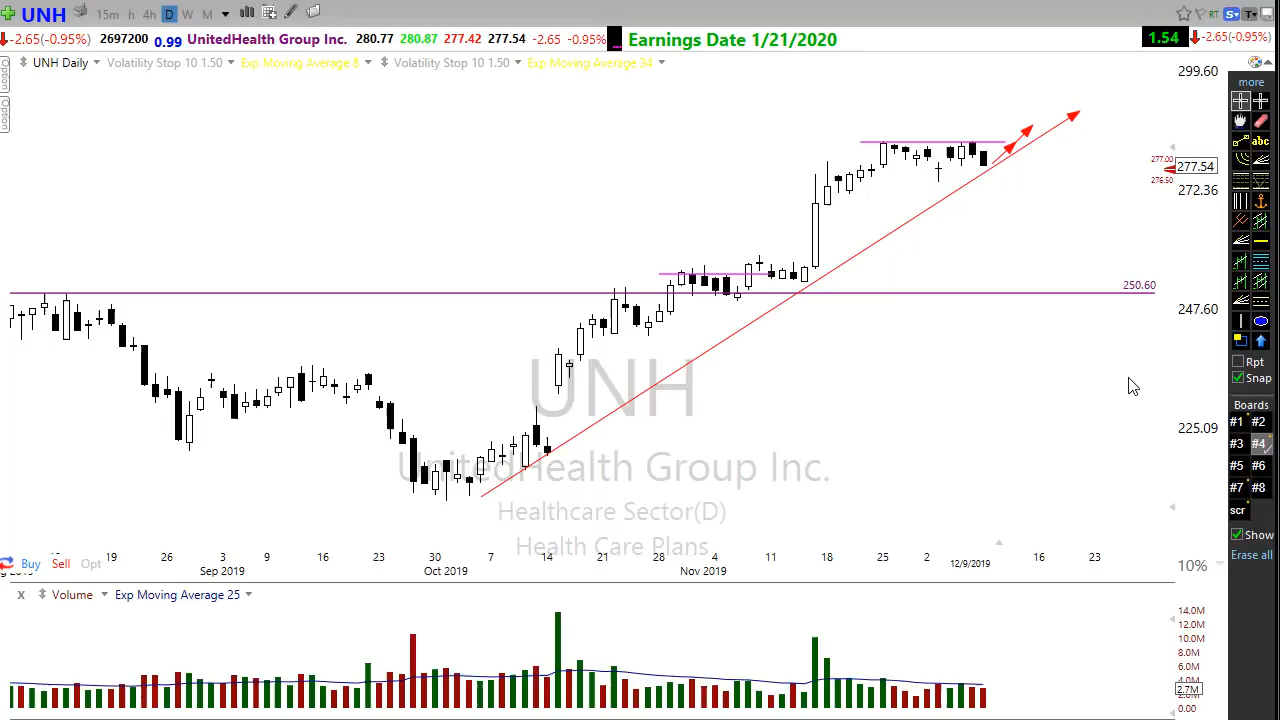 UNH 15m h 4h D W M RT S T
-2.65(-0.95%) 2697200 0.99 UnitedHealth Group Inc. 280.77 280.87 277.42 277.54 -2.65 -0.95% Earnings Date 1/21/2020 1.54 -2.65(-0.95%)
UNH Daily Volatility Stop 10 1.50 Exp Moving Average 8 Volatility Stop 10 1.50 Exp Moving Average 34
Option
Option
299.60
277.00
277.54
276.50
272.36
250.60
247.60
225.09
10%
UNH
UnitedHealth Group Inc.
Healthcare Sector(D)
Health Care Plans
19 26 3 9 16 23 30 7 14 21 28 4 11 18 25 2 12/9/2019 16 23
Sep 2019 Oct 2019 Nov 2019
Buy Sell Opt
X Volume Exp Moving Average 25
14.0M
12.0M
10.0M
8.0M
6.0M
4.0M
2.7M
0.00
more
abc
Rpt
Snap
Boards
#1 #2
#3 #4
#5 #6
#7 #8
scr
Show
Erase all